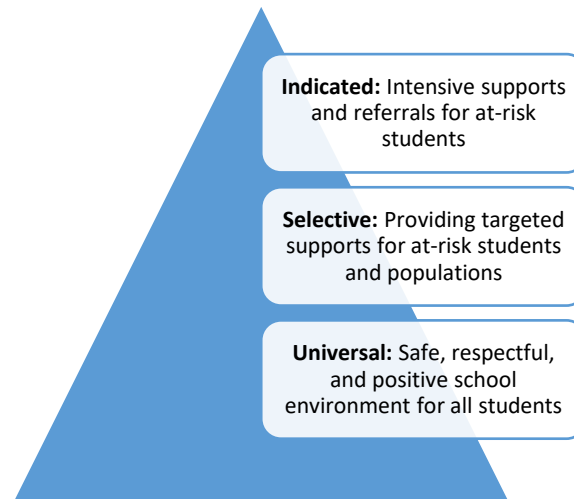 Indicated: Intensive supports
and referrals for at-risk
students
Selective: Providing targeted
supports for at-risk students
and populations
Universal: Safe, respectful,
and positive school
environment for all students